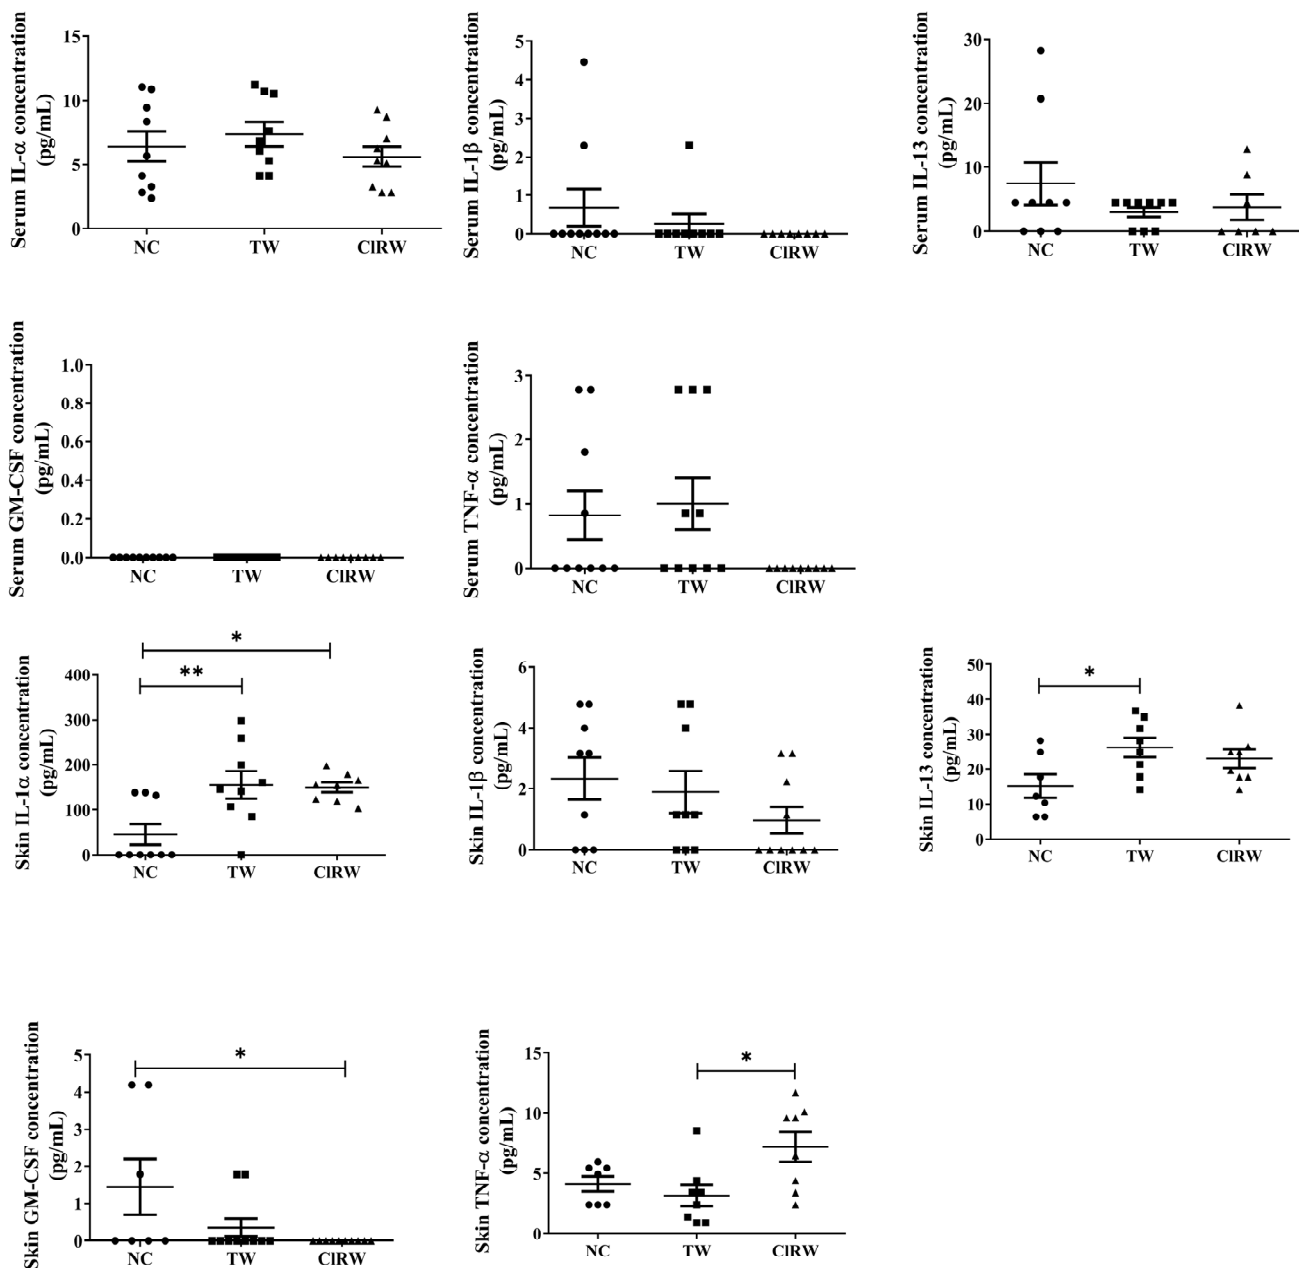 Serum IL-α concentration
(pg/mL)
15
10
5
0
NC TW ClRW
Serum IL-1β concentration
(pg/mL)
5
4
3
2
1
0
NC TW ClRW
Serum IL-13 concentration
(pg/mL)
30
20
10
0
NC TW ClRW
Serum GM-CSF concentration
(pg/mL)
1.0
0.8
0.6
0.4
0.2
0.0
NC TW ClRW
Serum TNF-α concentration
(pg/mL)
3
2
1
0
NC TW ClRW
Skin IL-1α concentration
(pg/mL)
*
**
400
300
200
100
0
NC TW ClRW
Skin IL-1β concentration
(pg/mL)
6
4
2
0
NC TW ClRW
Skin IL-13 concentration
(pg/mL)
*
50
40
30
20
10
0
NC TW ClRW
Skin GM-CSF concentration
(pg/mL)
*
5
4
3
2
1
0
NC TW ClRW
Skin TNF-α concentration
(pg/mL)
*
15
10
5
0
NC TW ClRW